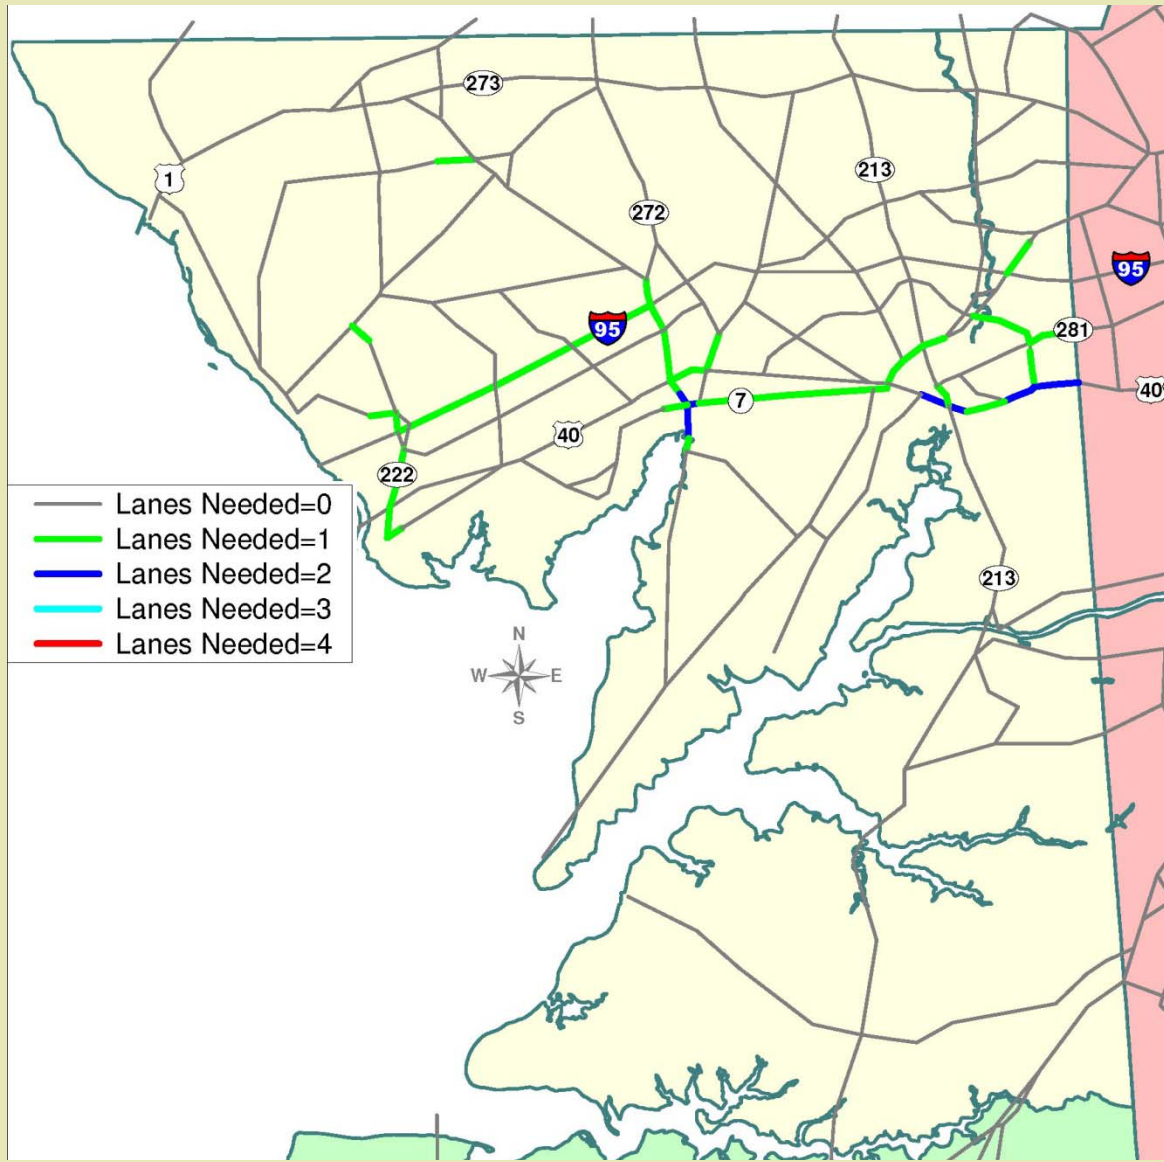 273
1
213
272
95
95
281
40
7
40
222
Lanes Needed=0
Lanes Needed=1
Lanes Needed=2
Lanes Needed=3
Lanes Needed=4
213
N
W
E
S